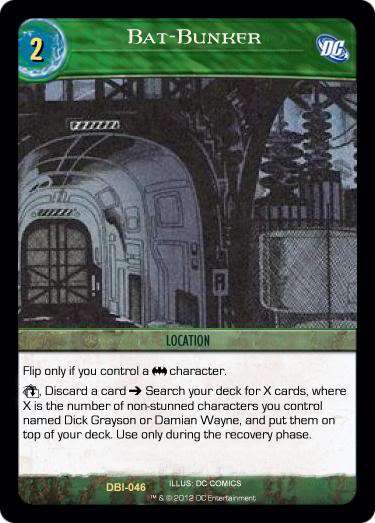 2
BAT-BUNKER
DC
LOCATION
Flip only if you control a character.
, Discard a card ➔ Search your deck for X cards, where
X is the number of non-stunned characters you control
named Dick Grayson or Damian Wayne, and put them on
top of your deck. Use only during the recovery phase.
DBI-046
ILLUS: DC COMICS
™ & © 2012 DC Entertainment